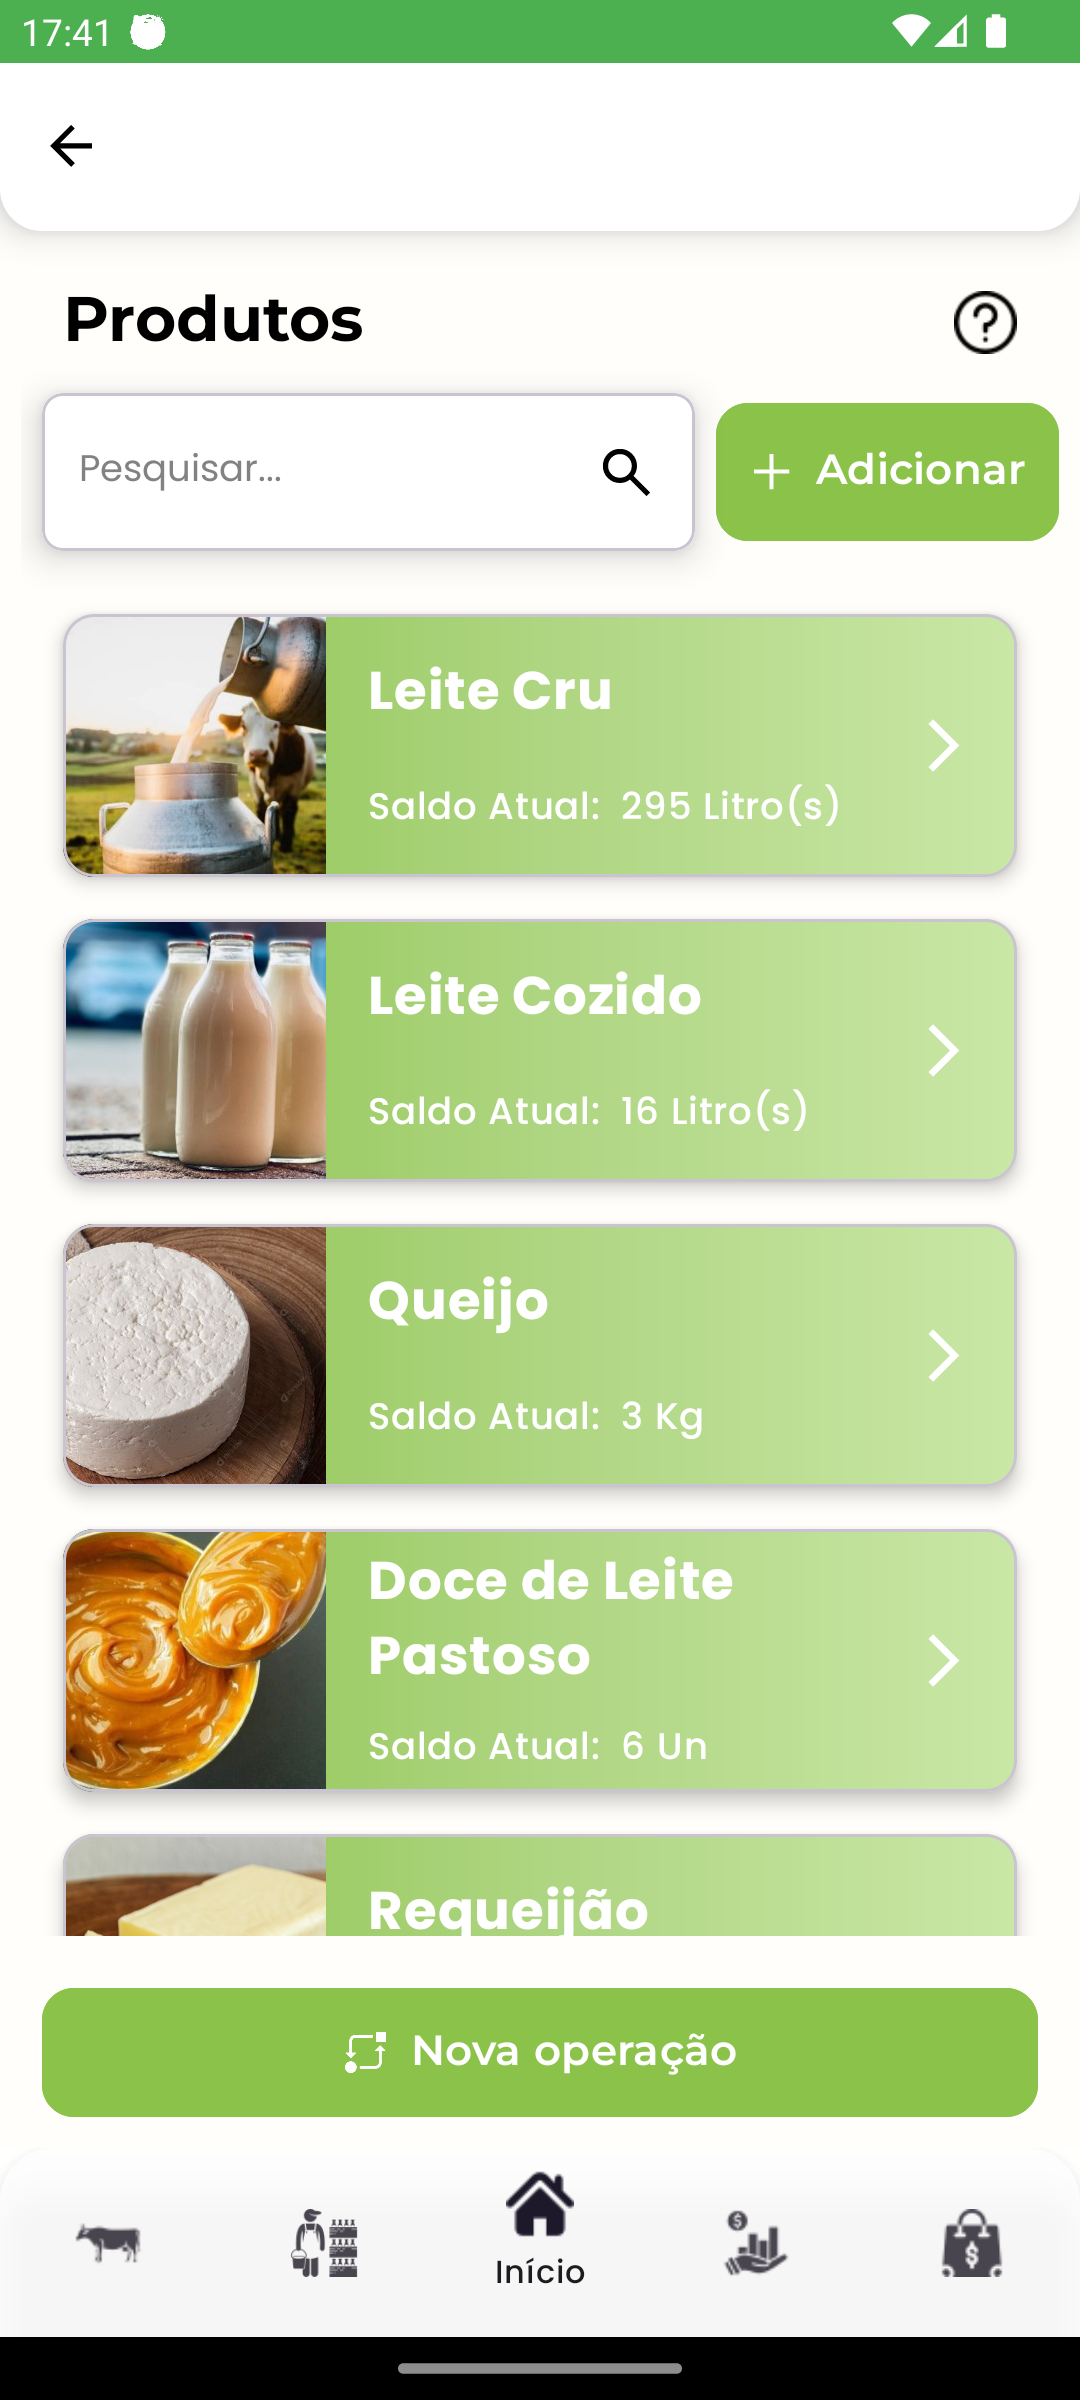 17:41
Produtos
Pesquisar...
Adicionar
Leite Cru
Saldo Atual: 295 Litro(s)
Leite Cozido
Saldo Atual: 16 Litro(s)
Queijo
Saldo Atual: 3 Kg
Doce de Leite
Pastoso
Saldo Atual: 6 Un
Requeijão
Nova operação
Início